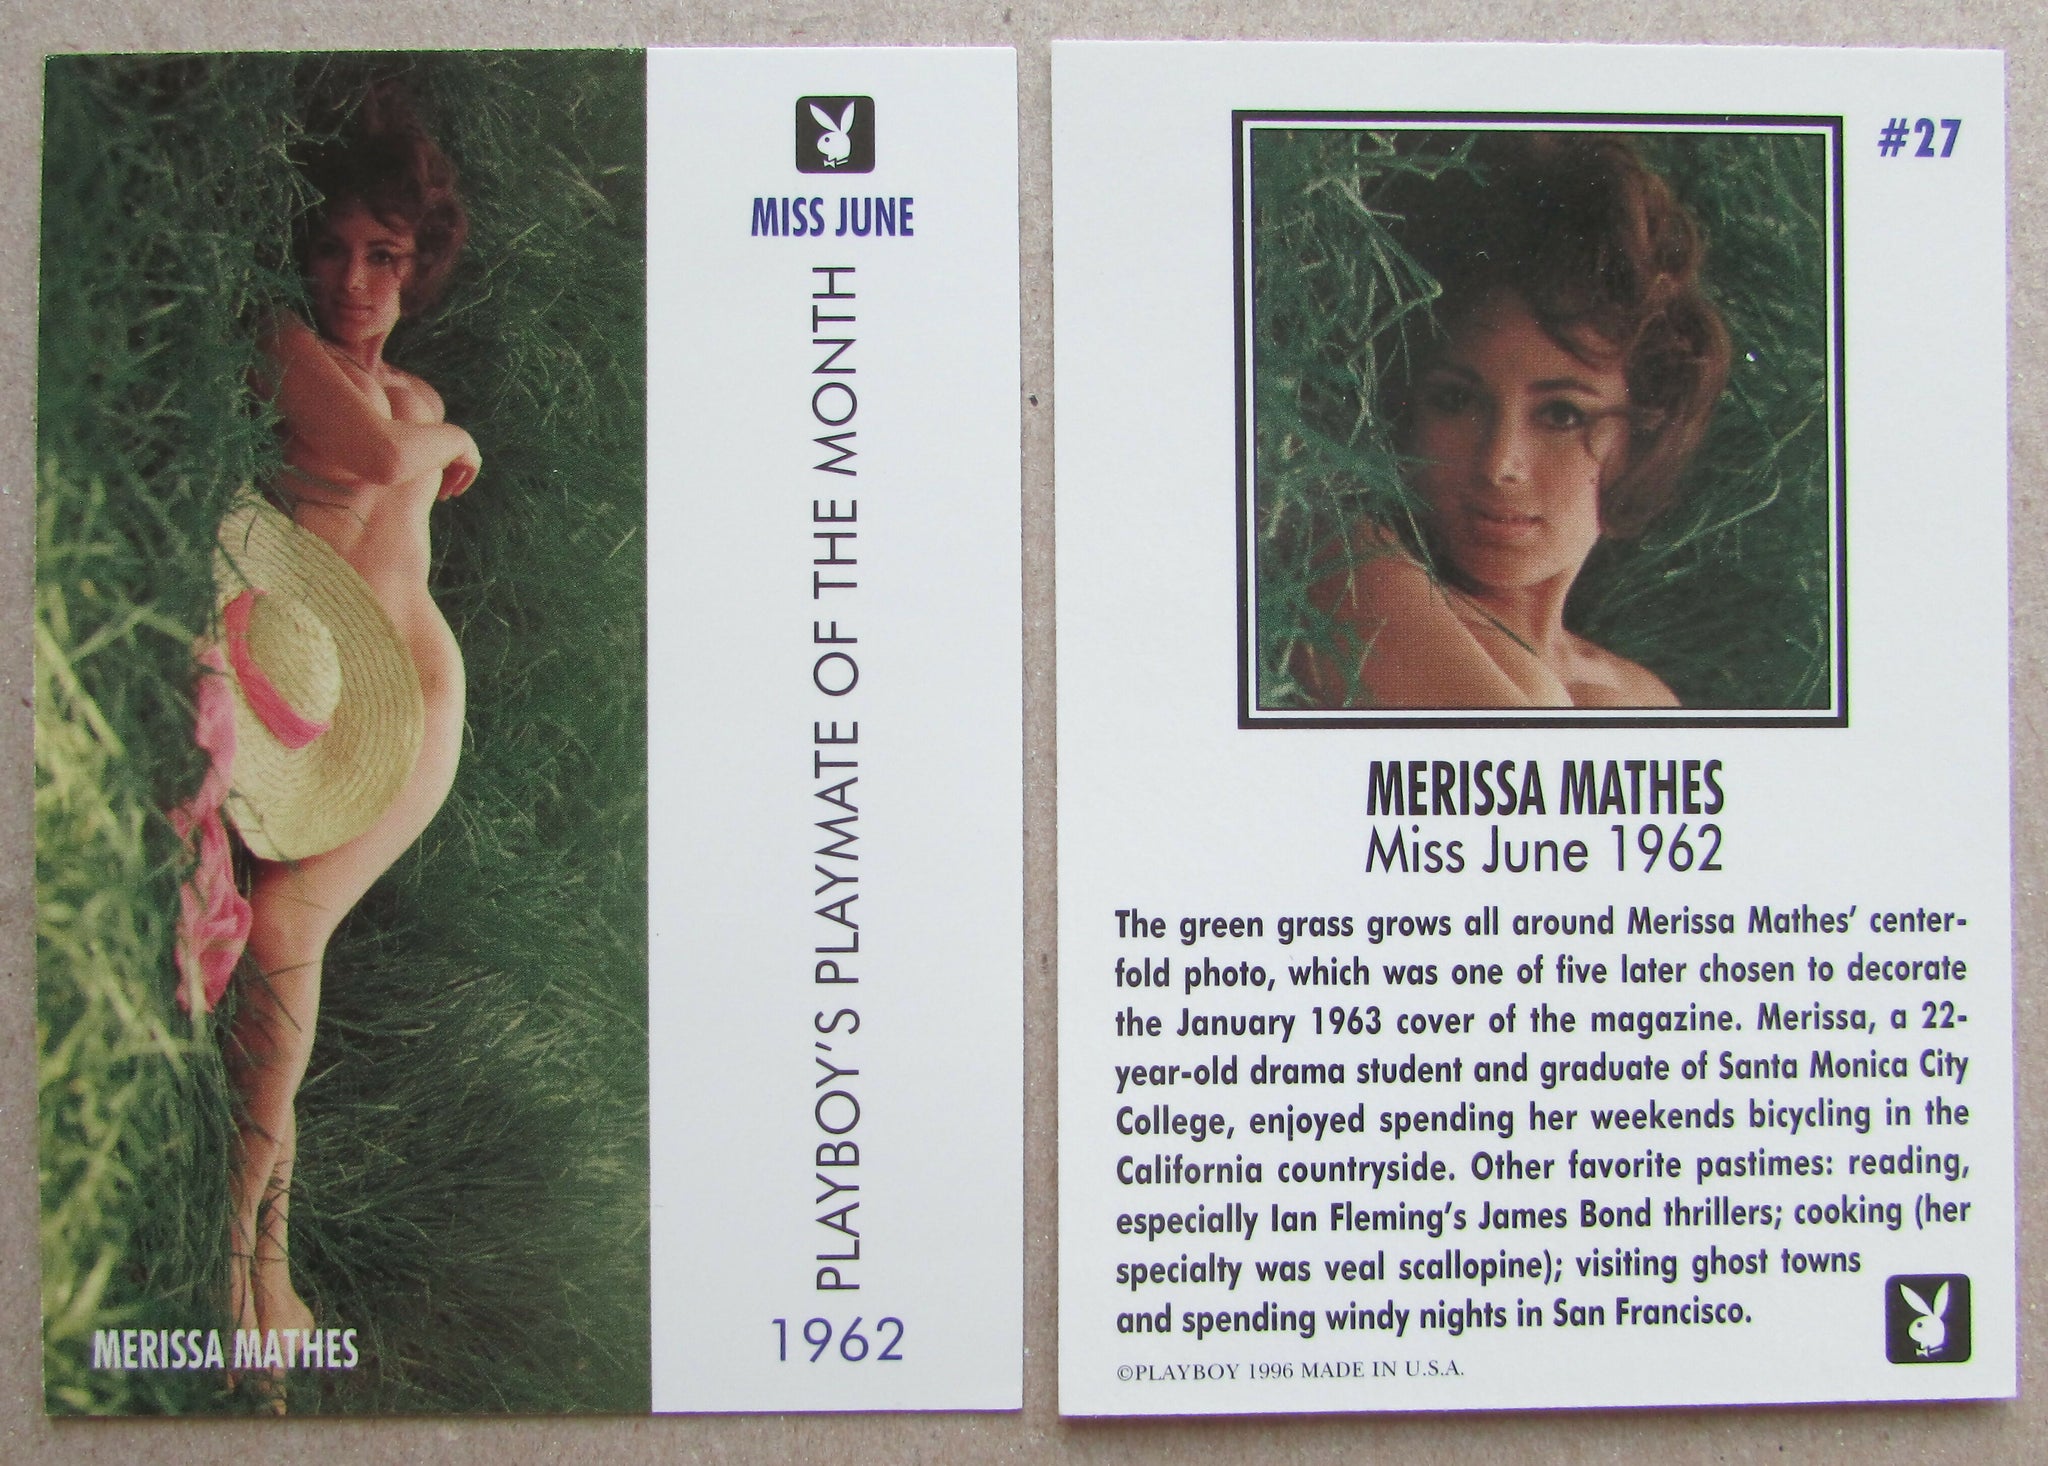 MISS JUNE
PLAYBOY'S PLAYMATE OF THE MONTH
1962
MERISSA MATHES
#27
MERISSA MATHES
Miss June 1962
The green grass grows all around Merissa Mathes' center-
fold photo, which was one of five later chosen to decorate
the January 1963 cover of the magazine. Merissa, a 22-
year-old drama student and graduate of Santa Monica City
College, enjoyed spending her weekends bicycling in the
California countryside. Other favorite pastimes: reading,
especially Ian Fleming's James Bond thrillers; cooking (her
specialty was veal scallopine); visiting ghost towns
and spending windy nights in San Francisco.
©PLAYBOY 1996 MADE IN U.S.A.